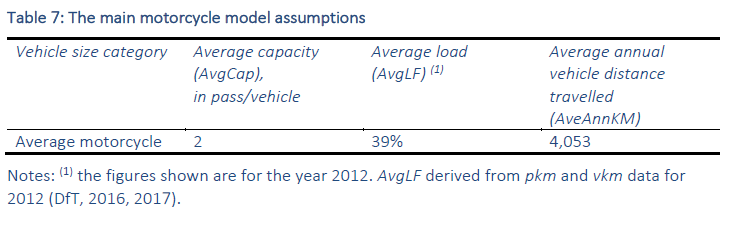 Table 7: The main motorcycle model assumptions
Vehicle size category Average capacity Average load Average annual
(AvgCap), (AvgLF) (1) vehicle distance
in pass/vehicle travelled
(AveAnnKM)
Average motorcycle 2 39% 4,053
Notes: (1) the figures shown are for the year 2012. AvgLF derived from pkm and vkm data for
2012 (DfT, 2016, 2017).